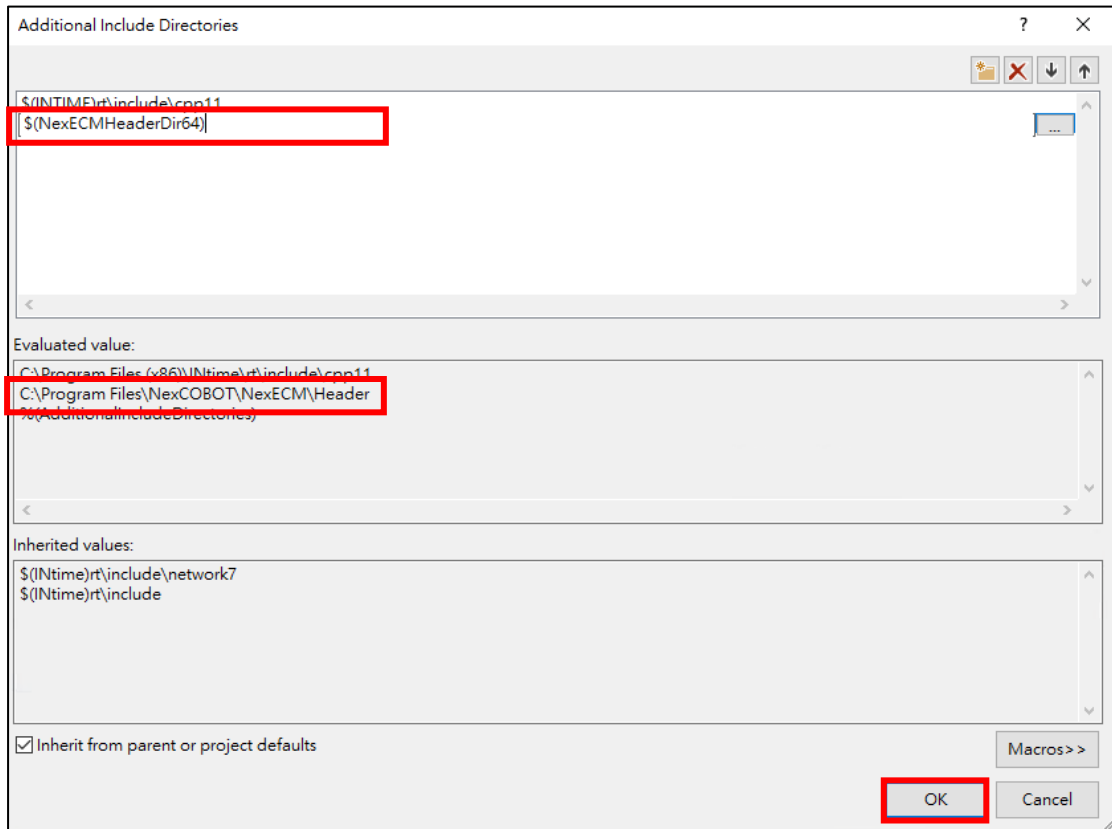 Additional Include Directories
?
$(INTIME)rt\include\cpp11
$(NexECMHeaderDir64)
...
Evaluated value:
C:\Program Files (x86)\INtime\rt\include\cpp11
C:\Program Files\NexCOBOT\NexECM\Header
%(AdditionalIncludeDirectories)
Inherited values:
$(INtime)rt\include\network7
$(INtime)rt\include
Inherit from parent or project defaults
Macros>>
OK
Cancel